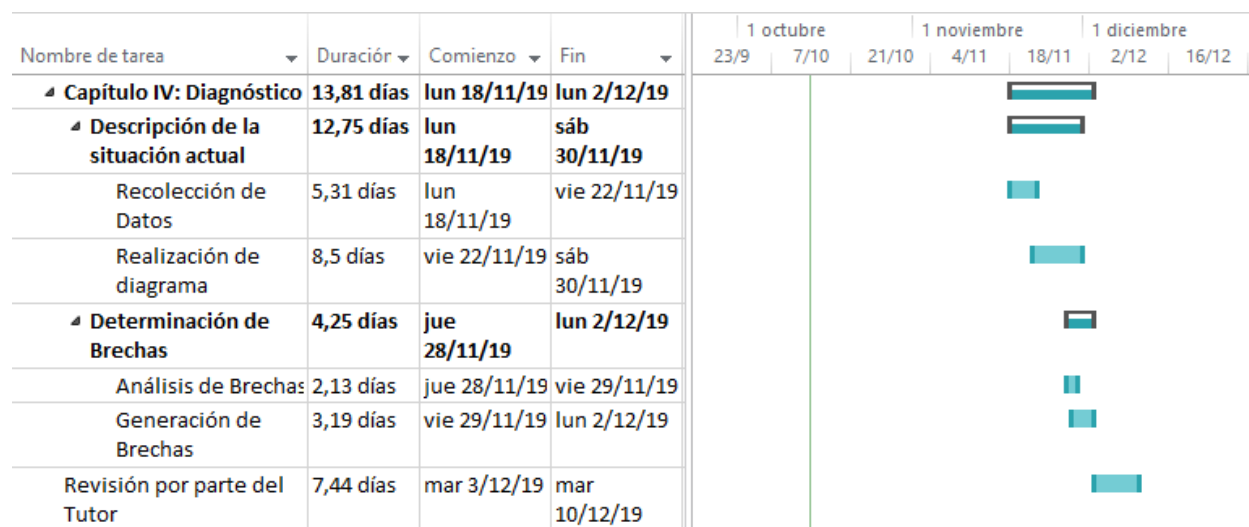 1 octubre 1 noviembre 1 diciembre
Nombre de tarea Duración Comienzo Fin 23/9 7/10 21/10 4/11 18/11 2/12 16/12
Capítulo IV: Diagnóstico 13,81 días lun 18/11/19 lun 2/12/19
Descripción de la 12,75 días lun sáb
situación actual 18/11/19 30/11/19
Recolección de 5,31 días lun vie 22/11/19
Datos 18/11/19
Realización de 8,5 días vie 22/11/19 sáb
diagrama 30/11/19
Determinación de 4,25 días jue lun 2/12/19
Brechas 28/11/19
Análisis de Brechas 2,13 días jue 28/11/19 vie 29/11/19
Generación de 3,19 días vie 29/11/19 lun 2/12/19
Brechas
Revisión por parte del 7,44 días mar 3/12/19 mar
Tutor 10/12/19